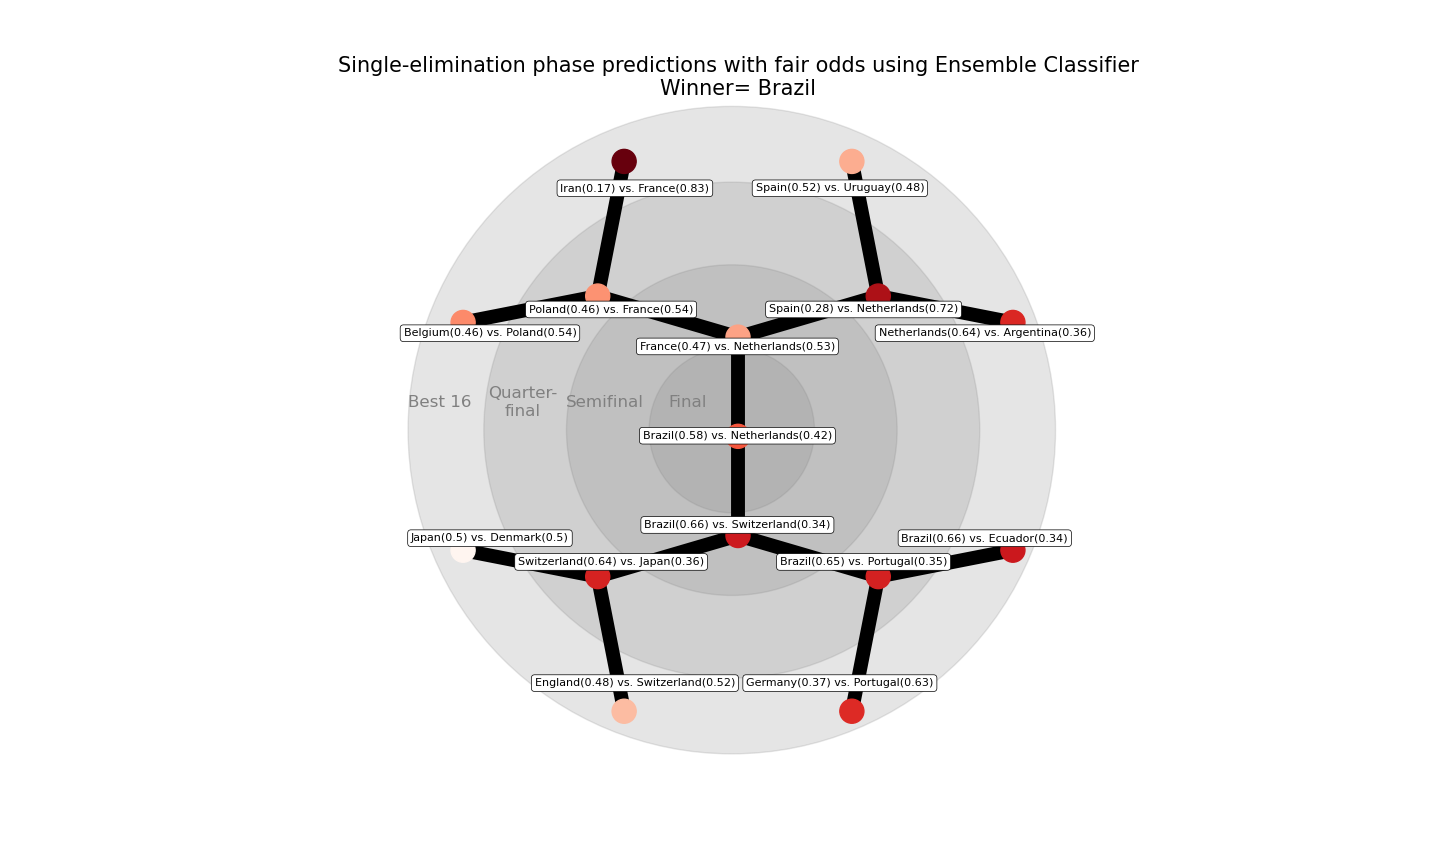 Single-elimination phase predictions with fair odds using Ensemble Classifier
Winner= Brazil
Iran(0.17) vs. France(0.83)
Spain(0.52) vs. Uruguay(0.48)
Poland(0.46) vs. France(0.54)
Spain(0.28) vs. Netherlands(0.72)
Belgium(0.46) vs. Poland(0.54)
Netherlands(0.64) vs. Argentina(0.36)
France(0.47) vs. Netherlands(0.53)
Best 16
Quarter-
final
Semifinal
Final
Brazil(0.58) vs. Netherlands(0.42)
Brazil(0.66) vs. Switzerland(0.34)
Japan(0.5) vs. Denmark(0.5)
Brazil(0.66) vs. Ecuador(0.34)
Switzerland(0.64) vs. Japan(0.36)
Brazil(0.65) vs. Portugal(0.35)
England(0.48) vs. Switzerland(0.52)
Germany(0.37) vs. Portugal(0.63)